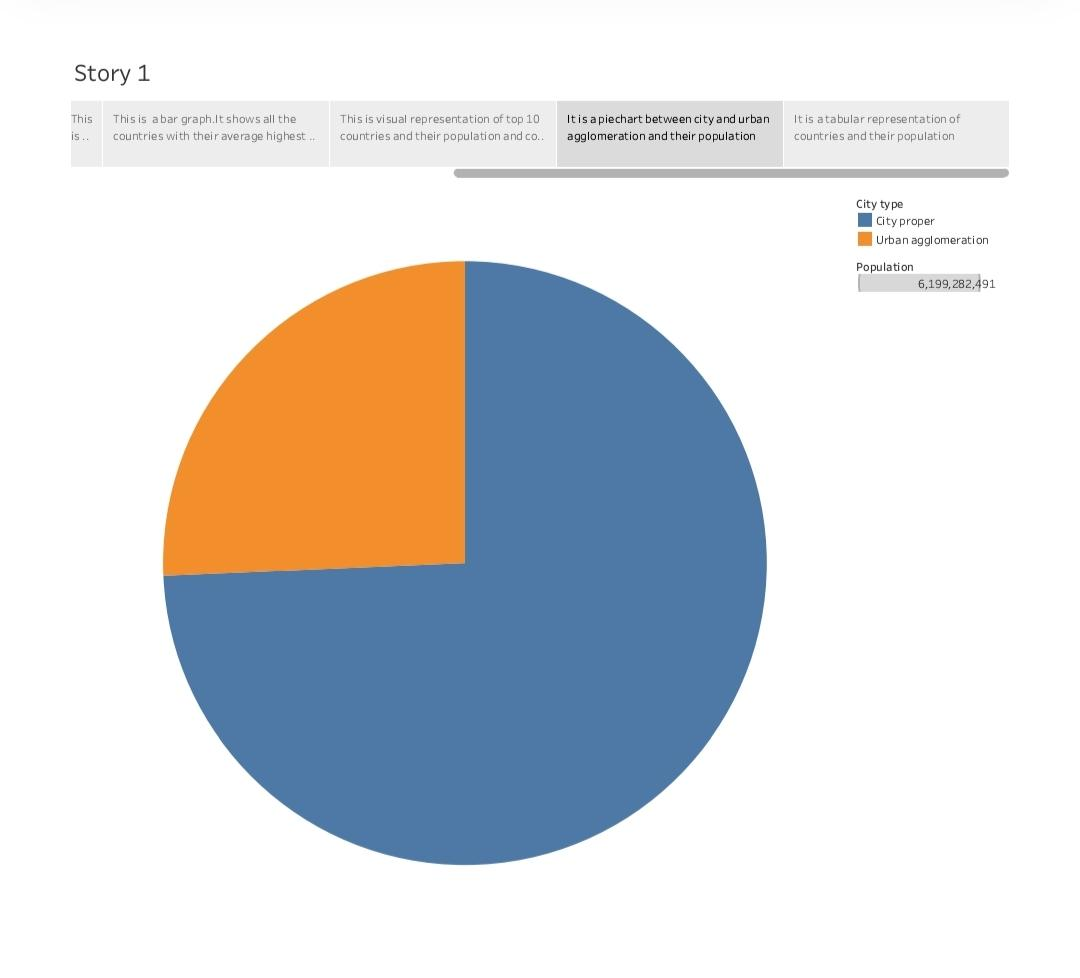 Story 1
This
is ..
This is a bar graph.It shows all the
countries with their average highest ..
This is visual representation of top 10
countries and their population and co..
It is a piechart between city and urban
agglomeration and their population
It is a tabular representation of
countries and their population
City type
City proper
Urban agglomeration
Population
6,199,282,491